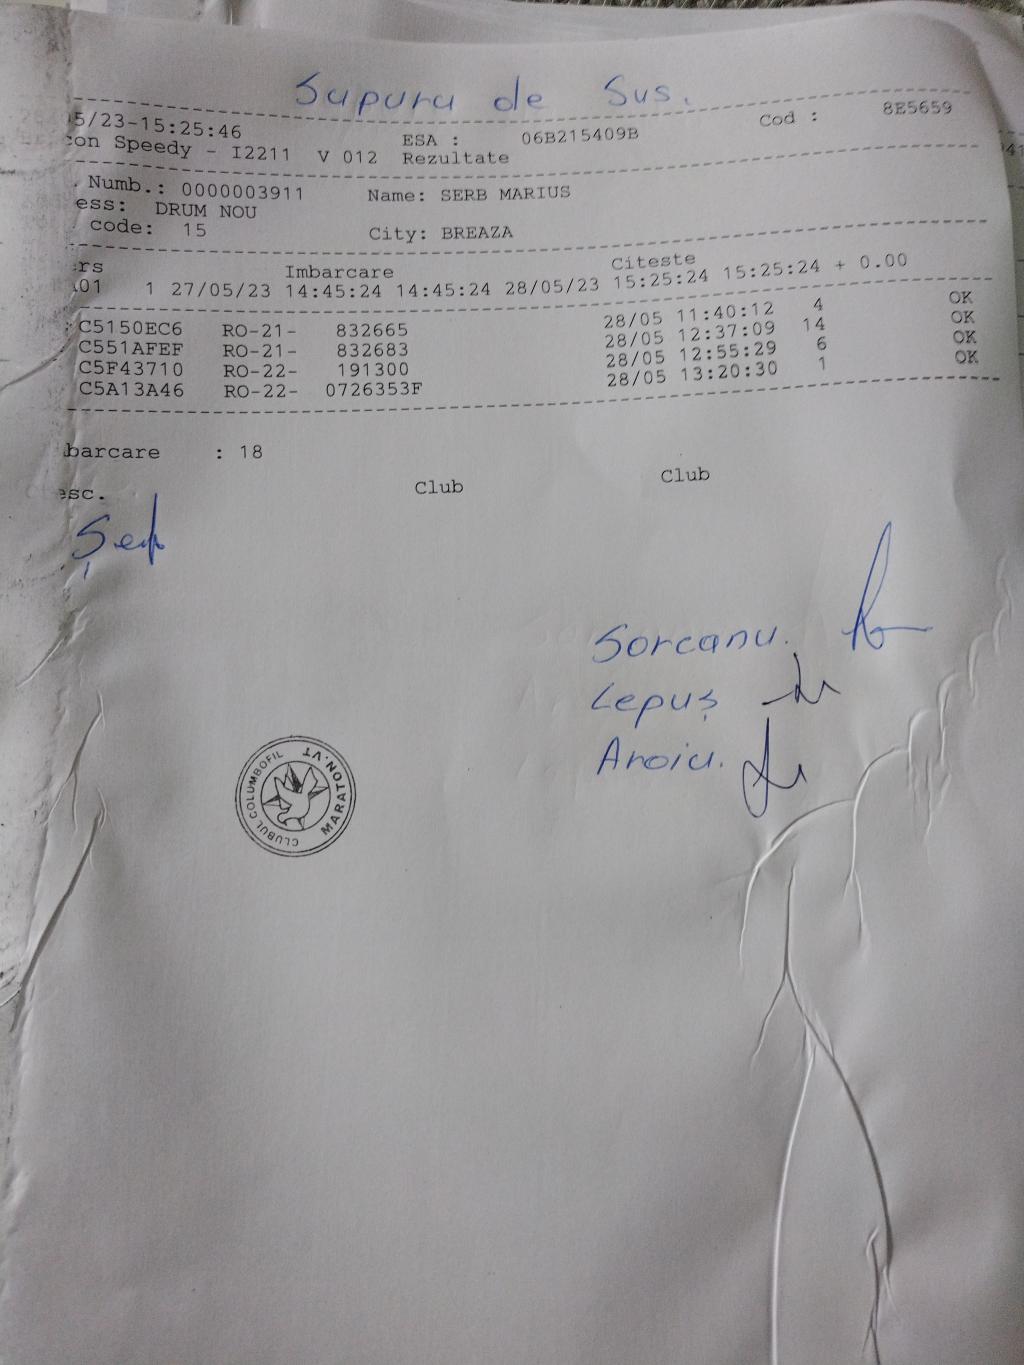 Supuru de Sus.
5/23-15:25:46 ESA : 06B215409B Cod : 8E5659
con Speedy - I2211 V 012 Rezultate
Numb.: 0000003911 Name: SERB MARIUS
ess: DRUM NOU
code: 15 City: BREAZA
rs Imbarcare Citeste
01 1 27/05/23 14:45:24 14:45:24 28/05/23 15:25:24 15:25:24 + 0.00
C5150EC6 RO-21- 832665 28/05 11:40:12 4 OK
C551AFEF RO-21- 832683 28/05 12:37:09 14 OK
C5F43710 RO-22- 191300 28/05 12:55:29 6 OK
C5A13A46 RO-22- 0726353F 28/05 13:20:30 1 OK
barcare : 18
esc. Club Club
Șerb
Sorceanu.
Lepuș
Aroiu.
CLUBUL COLUMBOFIL MARATON.VT